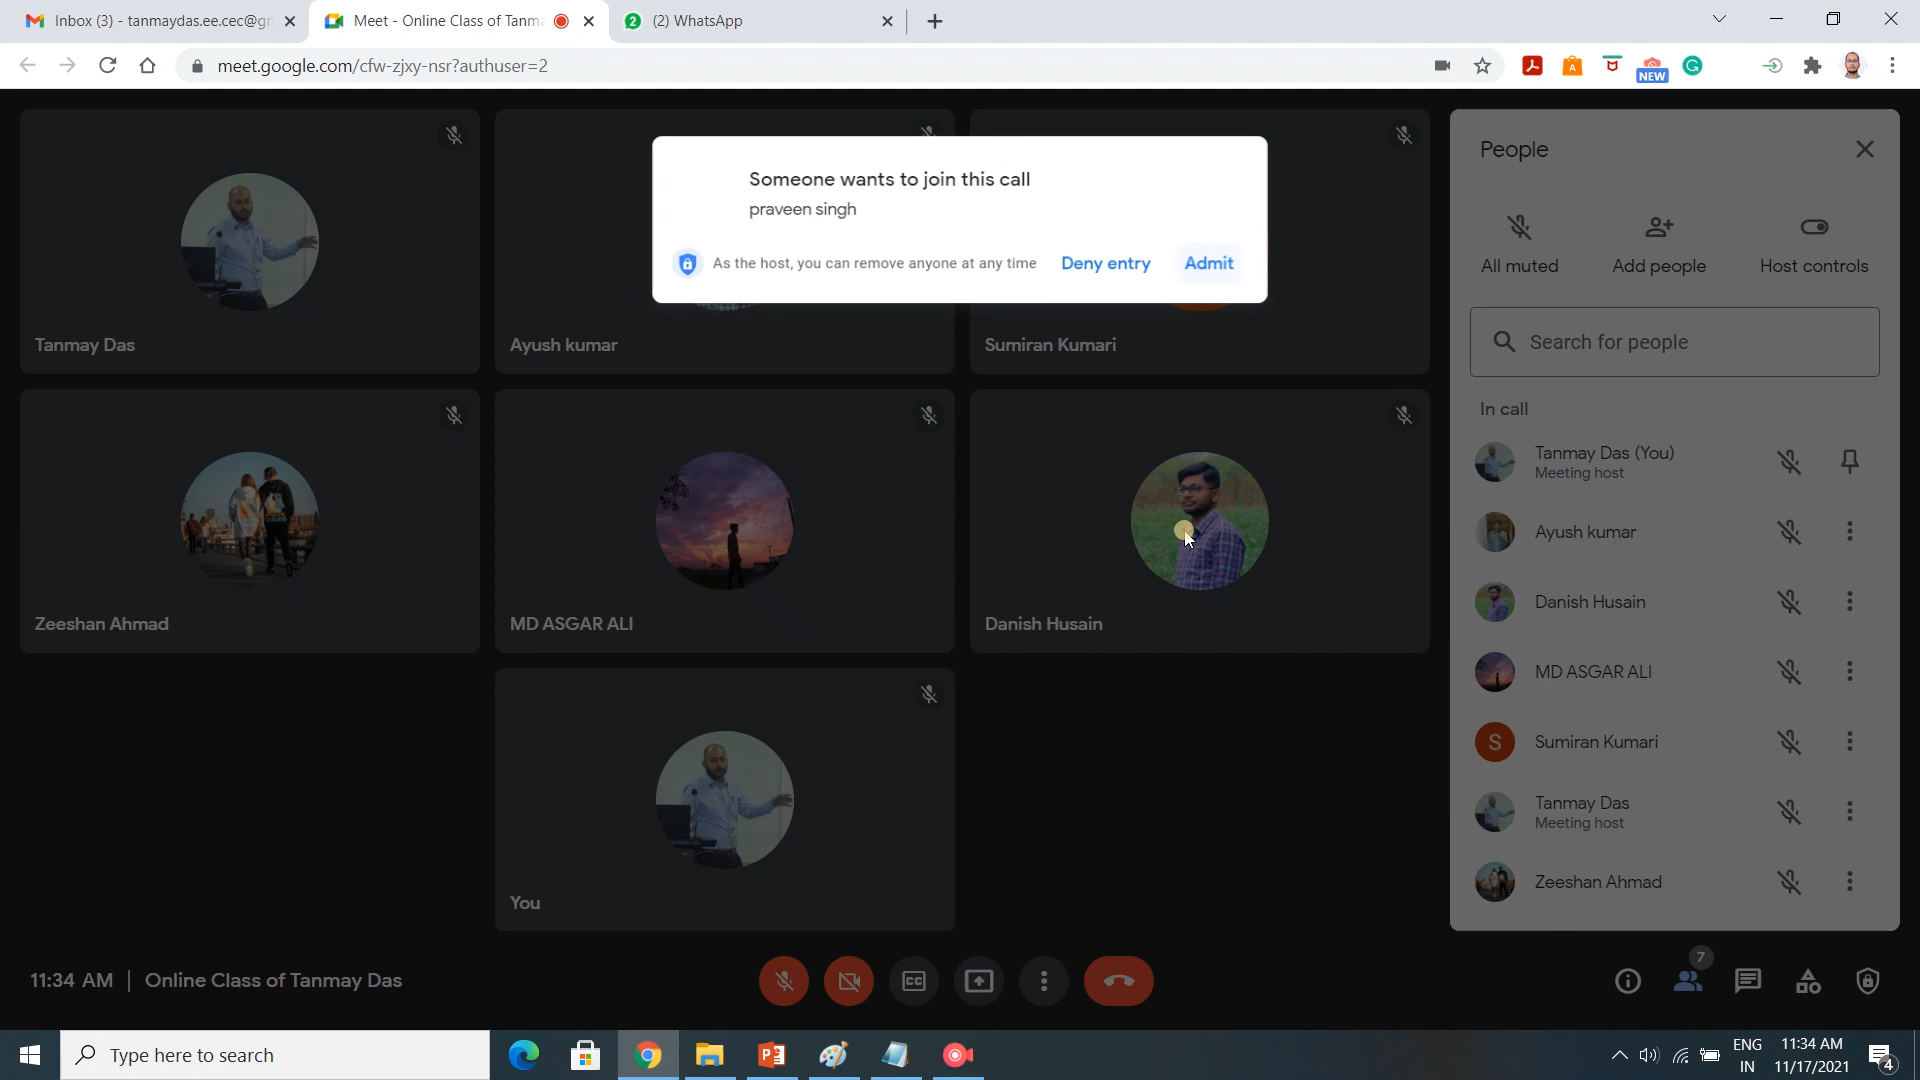 Inbox (3) - tanmaydas.ee.cec@gm
Meet - Online Class of Tanma
(2) WhatsApp
meet.google.com/cfw-zjxy-nsr?authuser=2
NEW
Someone wants to join this call
praveen singh
As the host, you can remove anyone at any time
Deny entry
Admit
Tanmay Das
Ayush kumar
Sumiran Kumari
Zeeshan Ahmad
MD ASGAR ALI
Danish Husain
You
People
All muted
Add people
Host controls
Search for people
In call
Tanmay Das (You)
Meeting host
Ayush kumar
Danish Husain
MD ASGAR ALI
S
Sumiran Kumari
Tanmay Das
Meeting host
Zeeshan Ahmad
11:34 AM | Online Class of Tanmay Das
CC
7
Type here to search
ENG
IN
11:34 AM
11/17/2021
4